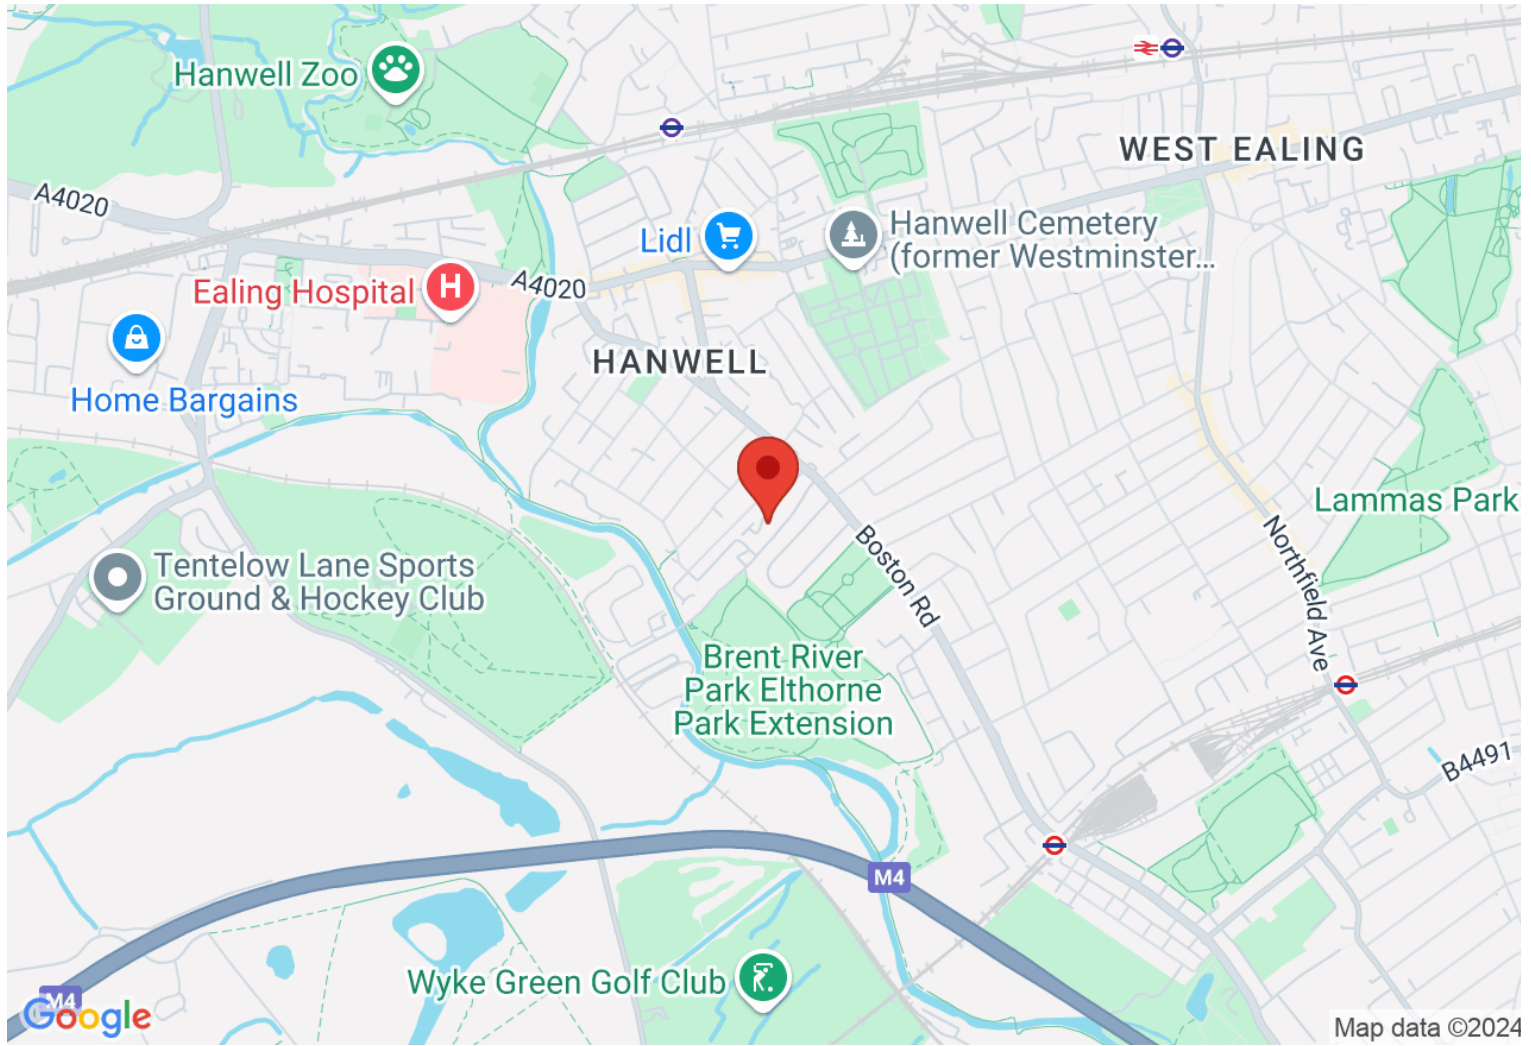 Hanwell Zoo
WEST EALING
A4020
Lidl
Hanwell Cemetery
(former Westminster...
Ealing Hospital
H
A4020
Home Bargains
HANWELL
Lammas Park
Boston Rd
Northfield Ave
Tentelow Lane Sports
Ground & Hockey Club
Brent River
Park Elthorne
Park Extension
B4491
M4
Wyke Green Golf Club
M4
Google
Map data ©2024